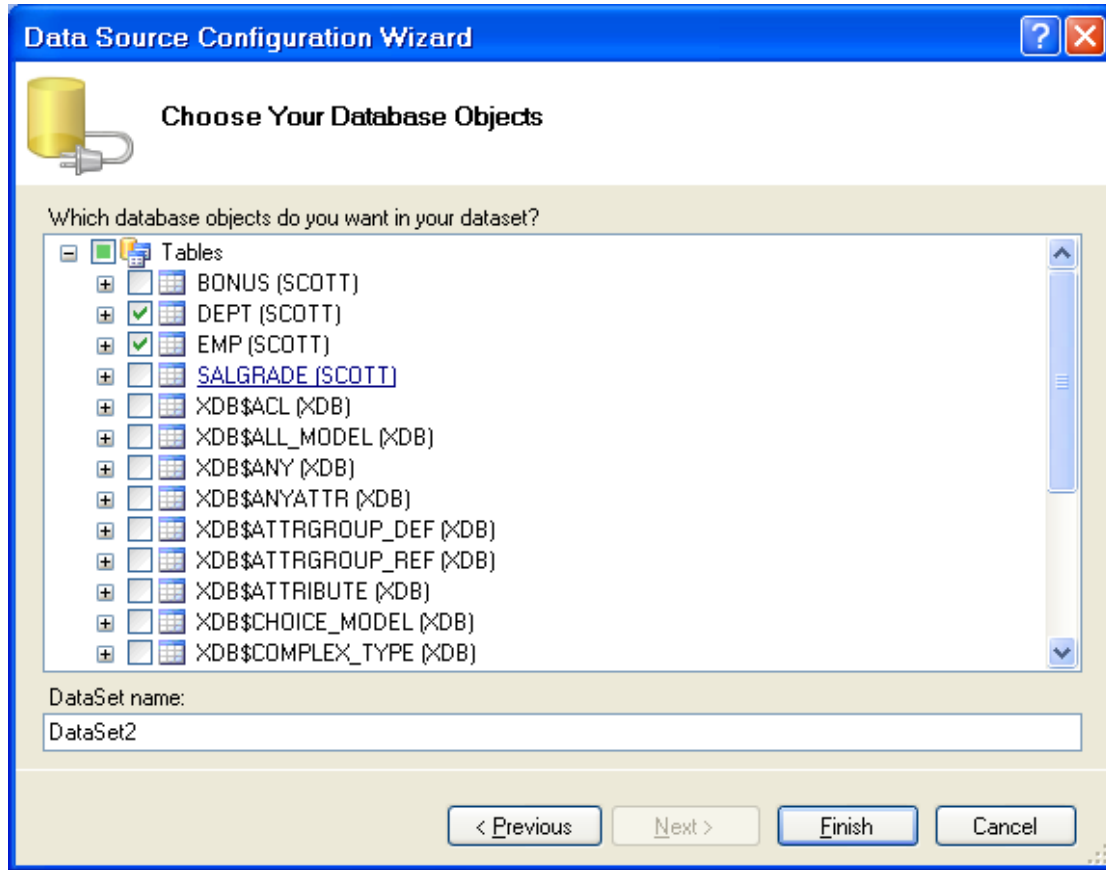 Data Source Configuration Wizard
Choose Your Database Objects
Which database objects do you want in your dataset?
Tables
BONUS (SCOTT)
DEPT (SCOTT)
EMP (SCOTT)
SALGRADE (SCOTT)
XDB$ACL (XDB)
XDB$ALL_MODEL (XDB)
XDB$ANY (XDB)
XDB$ANYATTR (XDB)
XDB$ATTRGROUP_DEF (XDB)
XDB$ATTRGROUP_REF (XDB)
XDB$ATTRIBUTE (XDB)
XDB$CHOICE_MODEL (XDB)
XDB$COMPLEX_TYPE (XDB)
DataSet name:
DataSet2
< Previous Next > Finish Cancel